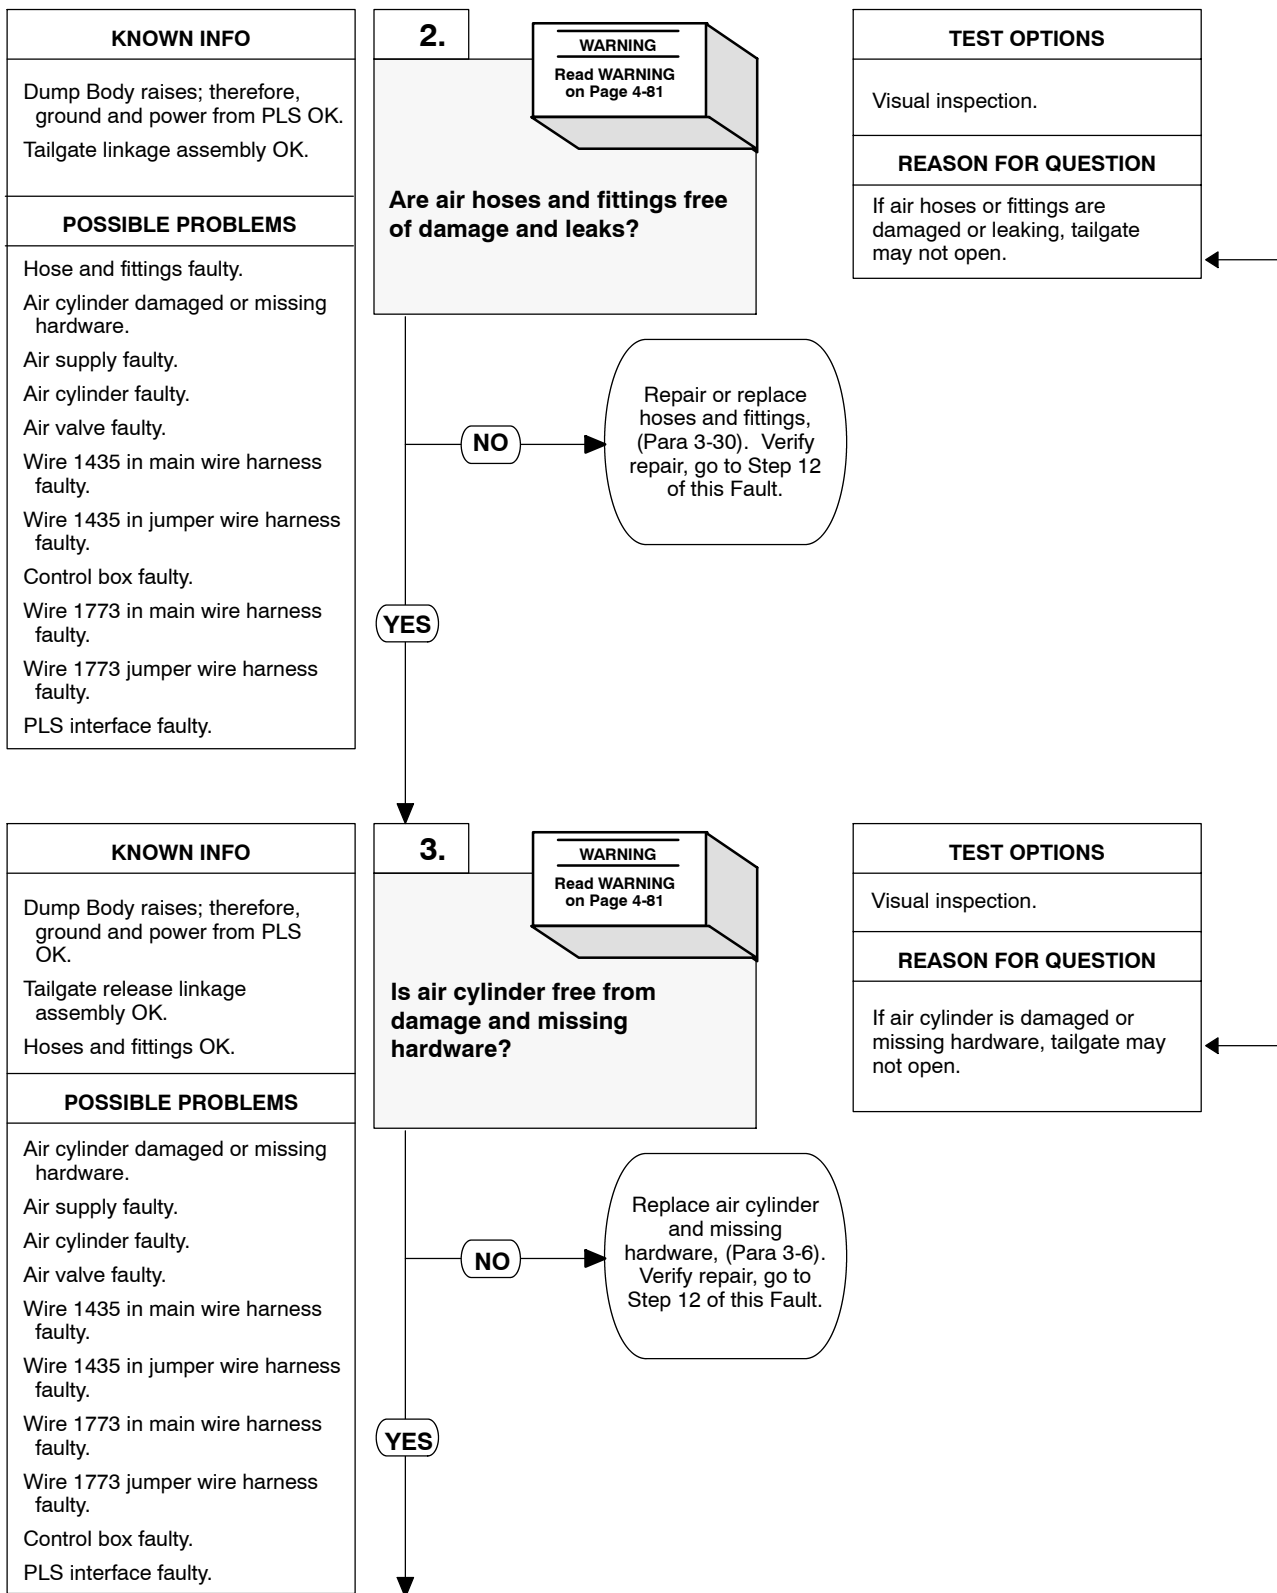 KNOWN INFO
Dump Body raises; therefore,
ground and power from PLS OK.
Tailgate linkage assembly OK.
POSSIBLE PROBLEMS
Hose and fittings faulty.
Air cylinder damaged or missing
hardware.
Air supply faulty.
Air cylinder faulty.
Air valve faulty.
Wire 1435 in main wire harness
faulty.
Wire 1435 in jumper wire harness
faulty.
Control box faulty.
Wire 1773 in main wire harness
faulty.
Wire 1773 jumper wire harness
faulty.
PLS interface faulty.
2.
WARNING
Read WARNING
on Page 4-81
Are air hoses and fittings free
of damage and leaks?
NO
Repair or replace
hoses and fittings,
(Para 3-30). Verify
repair, go to Step 12
of this Fault.
YES
TEST OPTIONS
Visual inspection.
REASON FOR QUESTION
If air hoses or fittings are
damaged or leaking, tailgate
may not open.
KNOWN INFO
Dump Body raises; therefore,
ground and power from PLS
OK.
Tailgate release linkage
assembly OK.
Hoses and fittings OK.
POSSIBLE PROBLEMS
Air cylinder damaged or missing
hardware.
Air supply faulty.
Air cylinder faulty.
Air valve faulty.
Wire 1435 in main wire harness
faulty.
Wire 1435 in jumper wire harness
faulty.
Wire 1773 in main wire harness
faulty.
Wire 1773 jumper wire harness
faulty.
Control box faulty.
PLS interface faulty.
3.
WARNING
Read WARNING
on Page 4-81
Is air cylinder free from
damage and missing
hardware?
NO
Replace air cylinder
and missing
hardware, (Para 3-6).
Verify repair, go to
Step 12 of this Fault.
YES
TEST OPTIONS
Visual inspection.
REASON FOR QUESTION
If air cylinder is damaged or
missing hardware, tailgate may
not open.